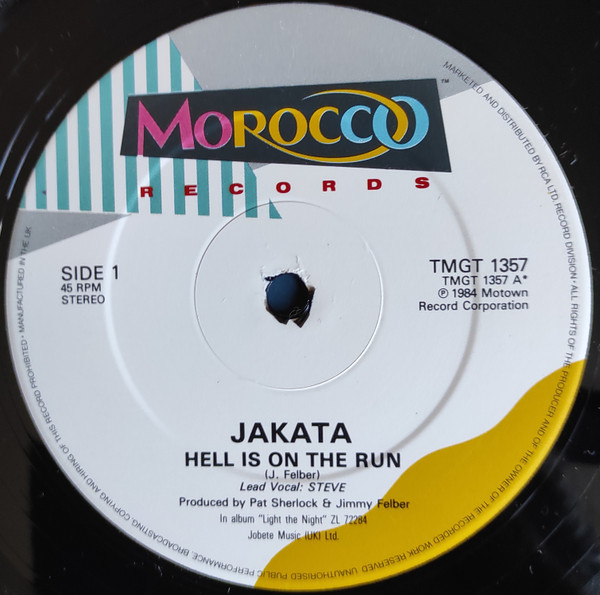 MOROCCO
™
RECORDS
SIDE 1
45 RPM
STEREO
TMGT 1357
TMGT 1357 A*
℗ 1984 Motown
Record Corporation
JAKATA
HELL IS ON THE RUN
(J. Felber)
Lead Vocal: STEVE
Produced by Pat Sherlock & Jimmy Felber
In album "Light the Night" ZL 72284
Jobete Music (UK) Ltd.
MARKETED AND DISTRIBUTED BY RCA LTD. RECORD DIVISION • ALL RIGHTS OF THE PRODUCER AND OF THE OWNER OF THE RECORDED WORK RESERVED. UNAUTHORISED PUBLIC PERFORMANCE, BROADCASTING, COPYING AND HIRING OF THIS RECORD PROHIBITED • MANUFACTURED IN THE UK